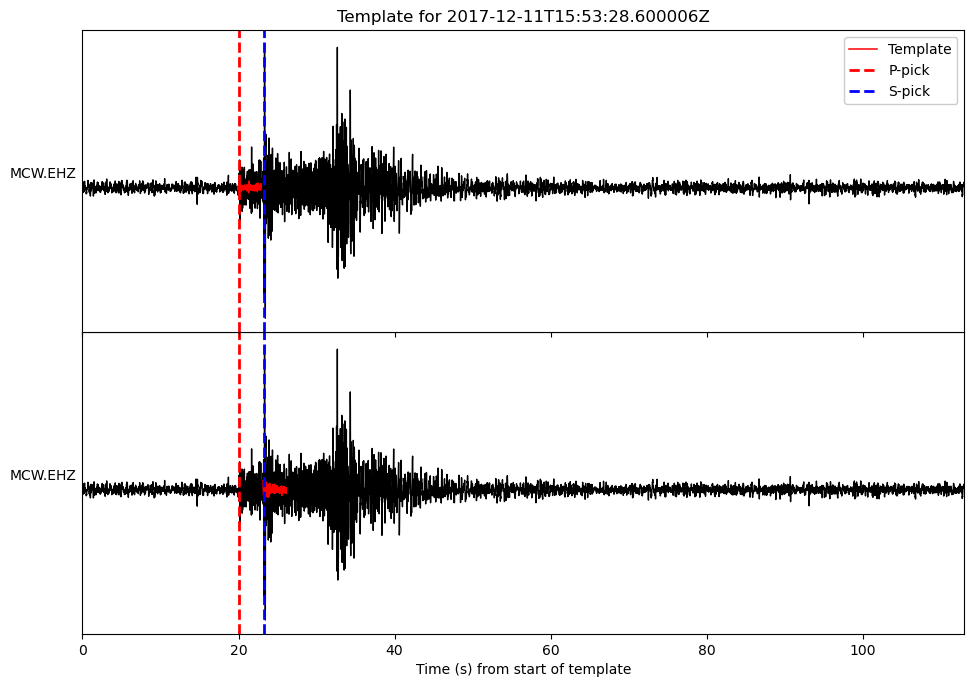 Template for 2017-12-11T15:53:28.600006Z
Template
P-pick
S-pick
MCW.EHZ
MCW.EHZ
0 20 40 60 80 100
Time (s) from start of template